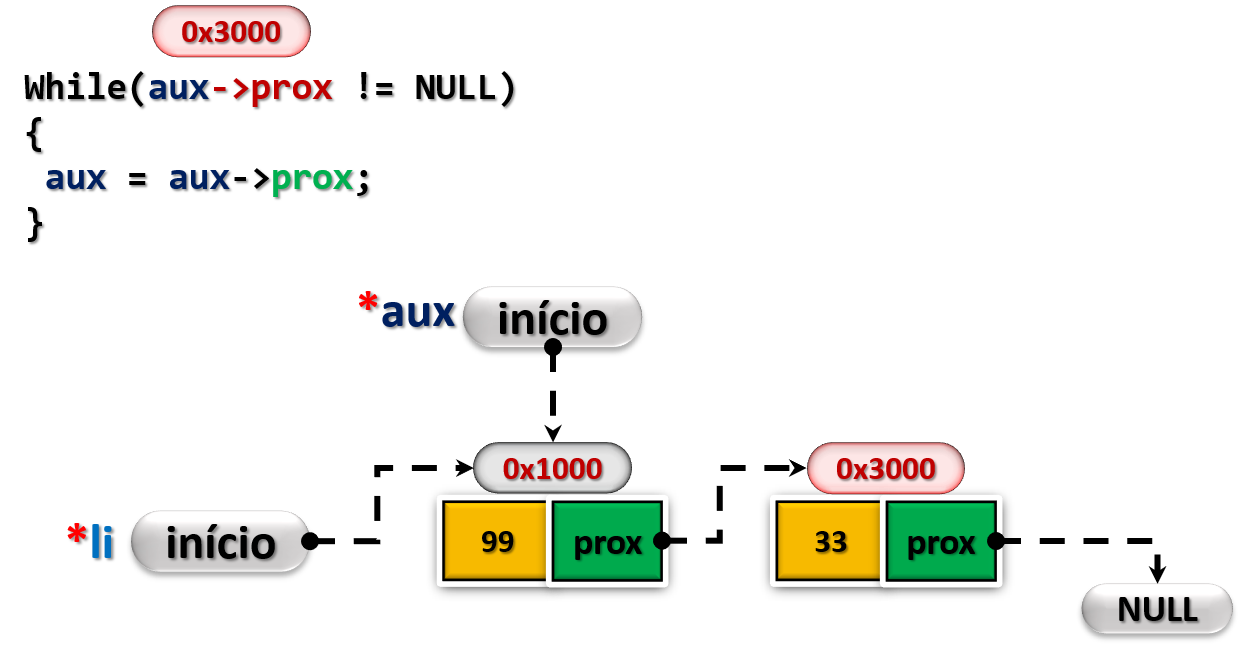 0x3000
While(aux->prox != NULL)
{
aux = aux->prox;
}
*aux início
0x1000 0x3000
*li início 99 prox 33 prox
NULL